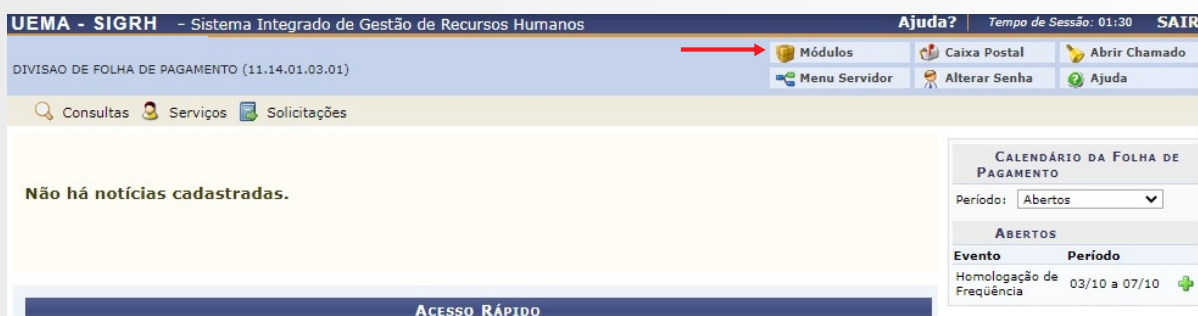 UEMA - SIGRH - Sistema Integrado de Gestão de Recursos Humanos Ajuda? Tempo de Sessão: 01:30 SAIR
Módulos Caixa Postal Abrir Chamado
DIVISAO DE FOLHA DE PAGAMENTO (11.14.01.03.01)
Menu Servidor Alterar Senha Ajuda
Consultas Serviços Solicitações
Não há notícias cadastradas.
CALENDÁRIO DA FOLHA DE
PAGAMENTO
Período: Abertos
ABERTOS
Evento Período
Homologação de
Freqüência 03/10 a 07/10
ACESSO RÁPIDO